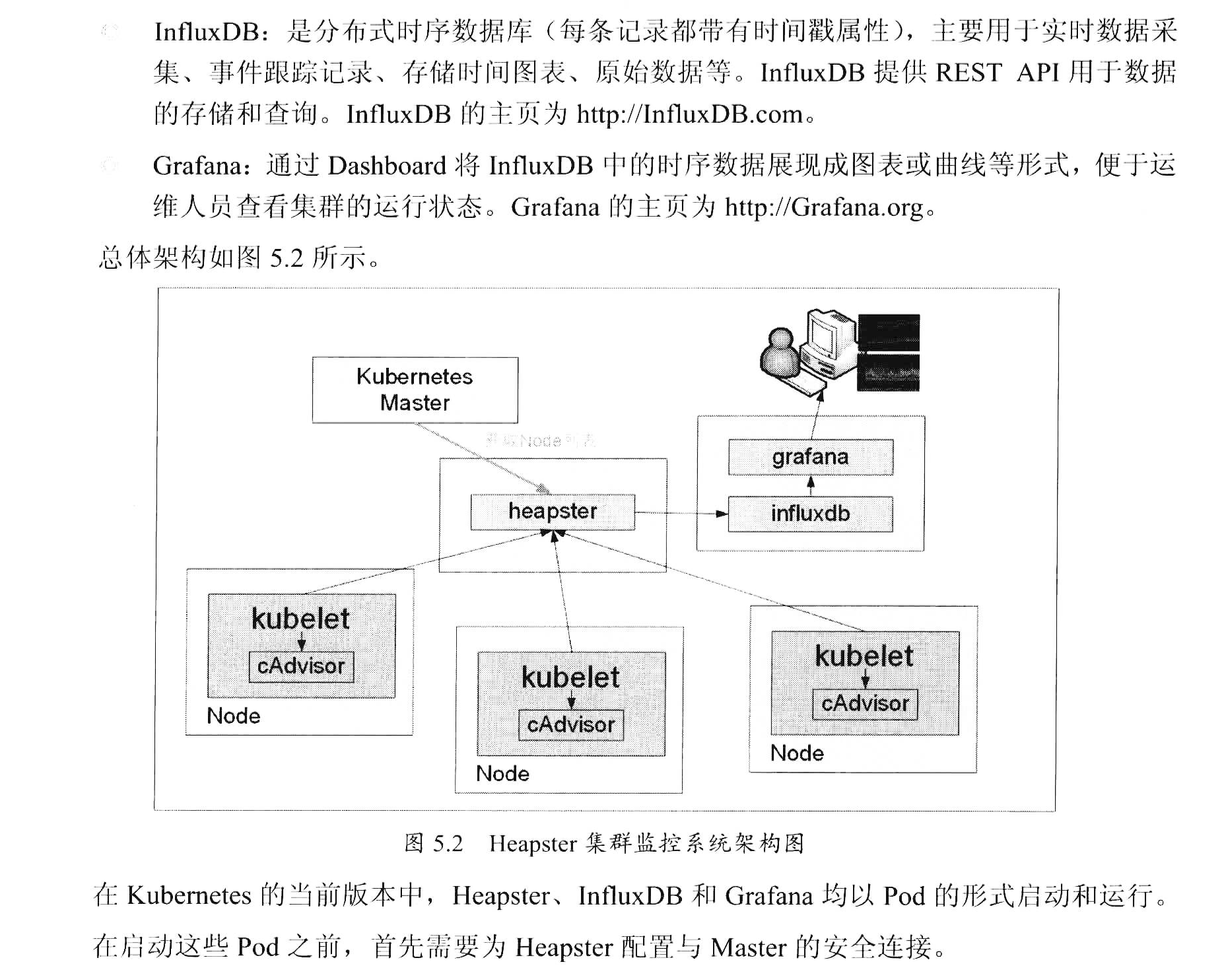 InfluxDB：是分布式时序数据库（每条记录都带有时间戳属性），主要用于实时数据采
集、事件跟踪记录、存储时间图表、原始数据等。InfluxDB 提供 REST API 用于数据
的存储和查询。InfluxDB 的主页为 http://InfluxDB.com。
Grafana：通过 Dashboard 将 InfluxDB 中的时序数据展现成图表或曲线等形式，便于运
维人员查看集群的运行状态。Grafana 的主页为 http://Grafana.org。
总体架构如图 5.2 所示。
Kubernetes
Master
Node列表
grafana
heapster
influxdb
kubelet
cAdvisor
Node
kubelet
cAdvisor
Node
kubelet
cAdvisor
Node
图 5.2 Heapster 集群监控系统架构图
在 Kubernetes 的当前版本中，Heapster、InfluxDB 和 Grafana 均以 Pod 的形式启动和运行。
在启动这些 Pod 之前，首先需要为 Heapster 配置与 Master 的安全连接。